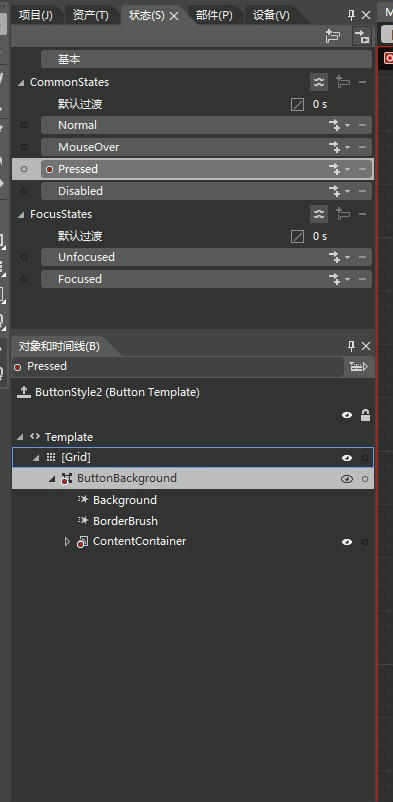 项目(J) 资产(T) 状态(S) 部件(P) 设备(V)
基本
CommonStates
默认过渡 0 s
Normal
MouseOver
Pressed
Disabled
FocusStates
默认过渡 0 s
Unfocused
Focused
对象和时间线(B)
Pressed
ButtonStyle2 (Button Template)
Template
[Grid]
ButtonBackground
Background
BorderBrush
ContentContainer